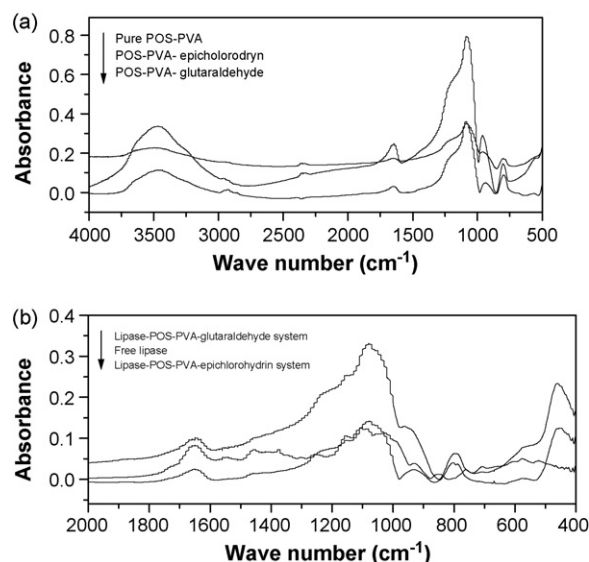 (a)
Pure POS-PVA
POS-PVA- epicholorodryn
POS-PVA- glutaraldehyde
Absorbance
0.8
0.6
0.4
0.2
0.0
4000 3500 3000 2500 2000 1500 1000 500
Wave number (cm-1)
(b)
Lipase-POS-PVA-glutaraldehyde system
Free lipase
Lipase-POS-PVA-epichlorohydrin system
Absorbance
0.4
0.3
0.2
0.1
0.0
2000 1800 1600 1400 1200 1000 800 600 400
Wave number (cm-1)